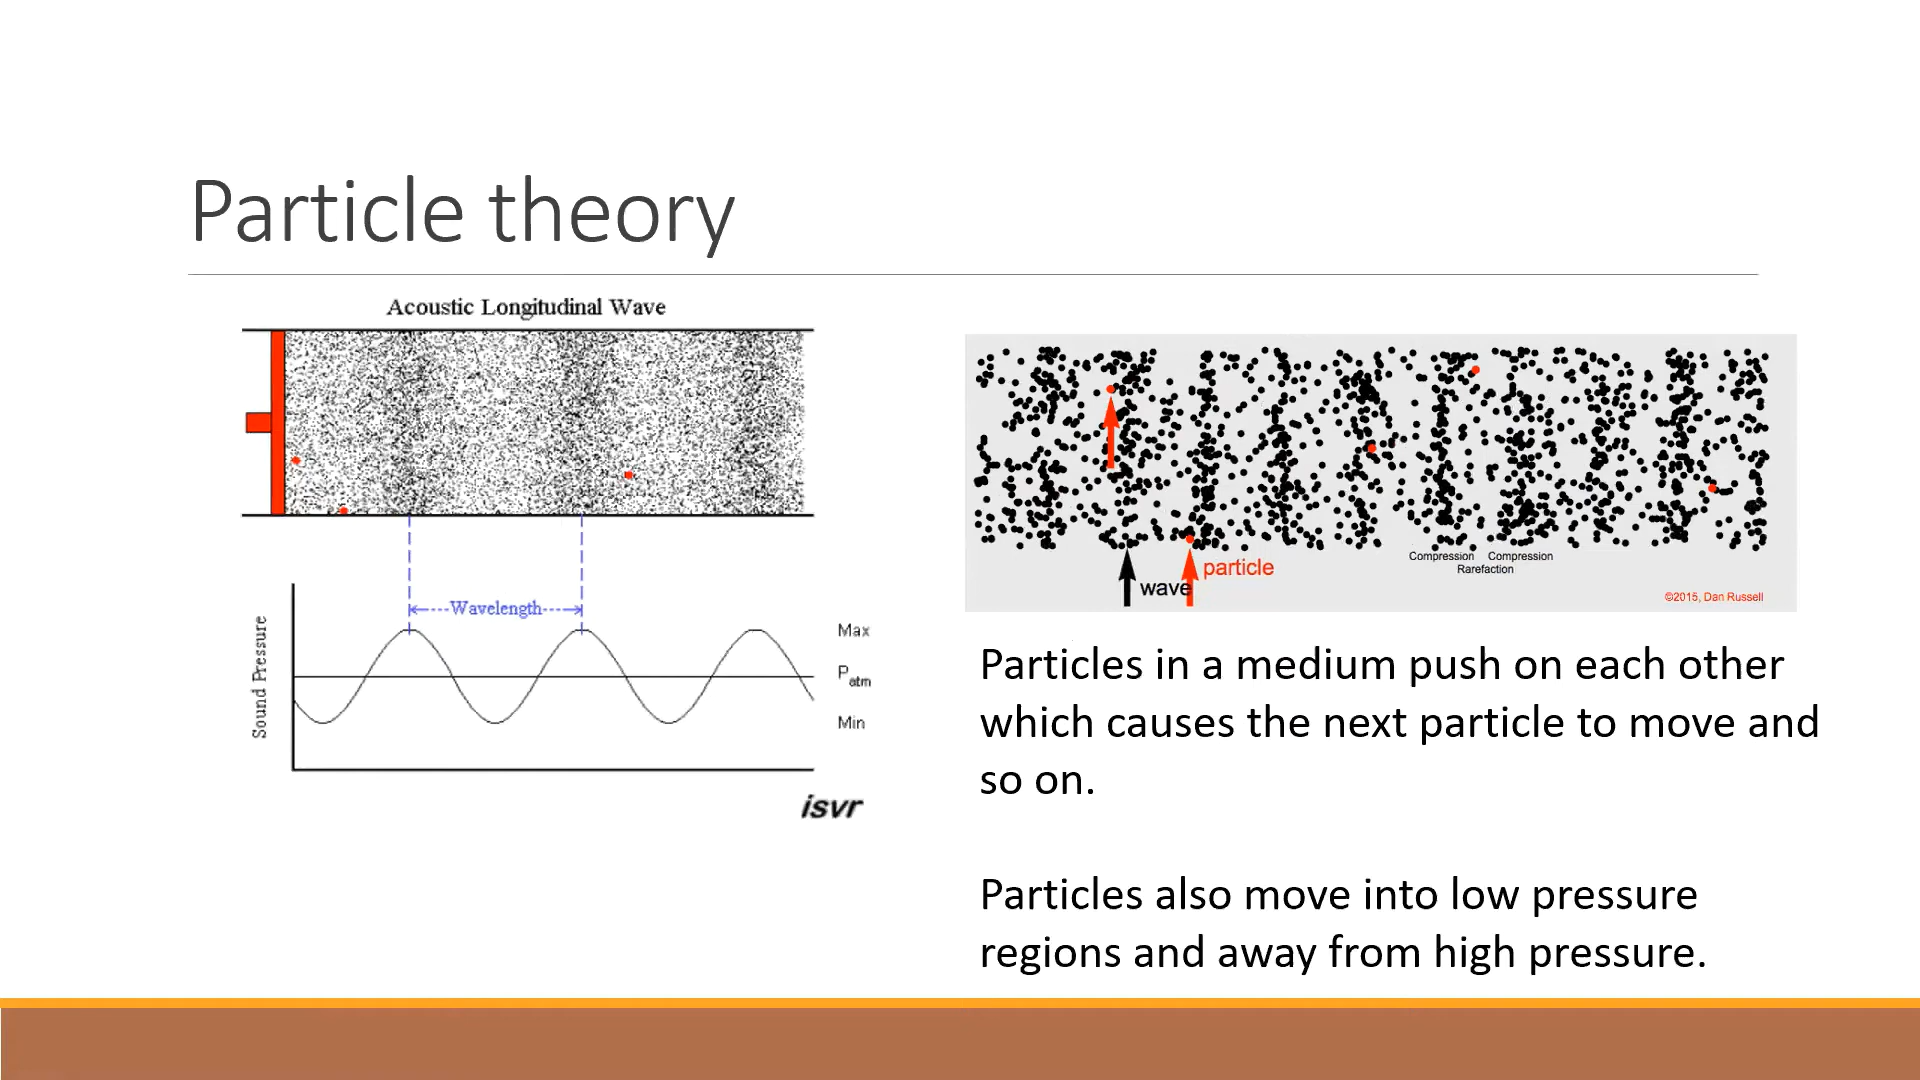 Particle theory
Acoustic Longitudinal Wave
Wavelength
Sound Pressure
Max
Patm
Min
isvr
Compression Compression
Rarefaction
particle
wave
©2015, Dan Russell
Particles in a medium push on each other
which causes the next particle to move and
so on.
Particles also move into low pressure
regions and away from high pressure.